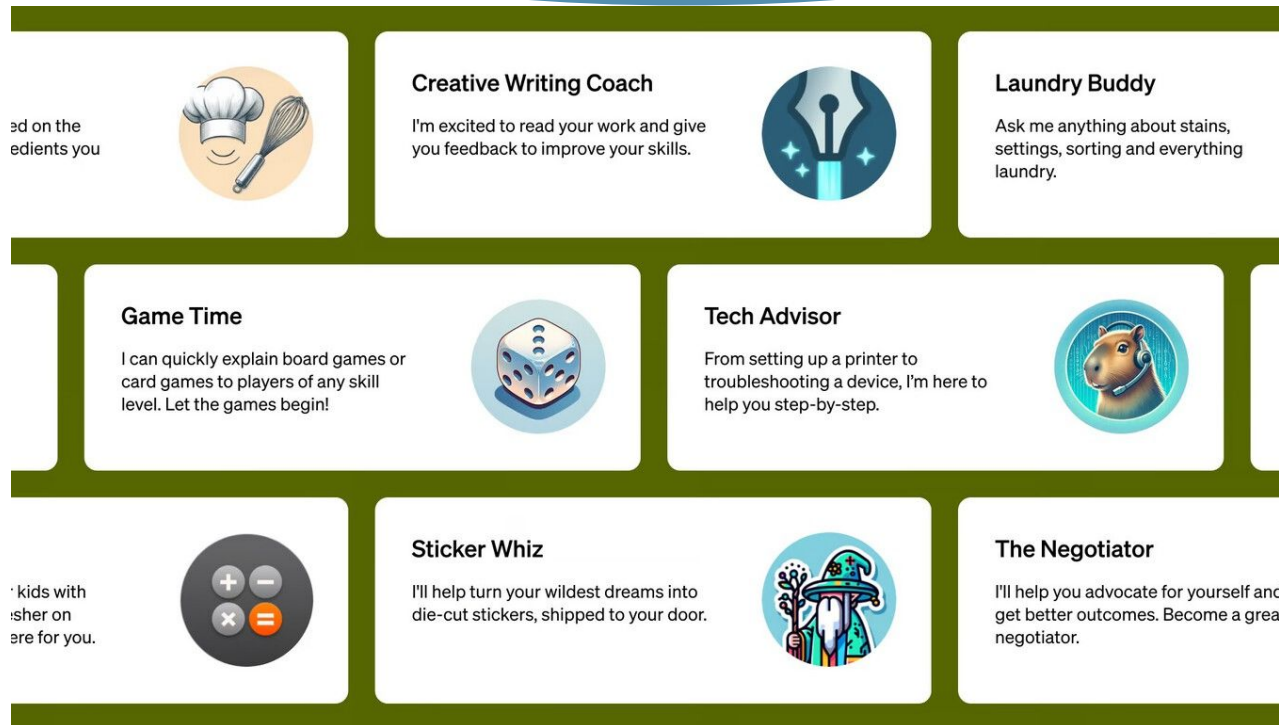 ed on the
edients you
Creative Writing Coach
I'm excited to read your work and give
you feedback to improve your skills.
Laundry Buddy
Ask me anything about stains,
settings, sorting and everything
laundry.
Game Time
I can quickly explain board games or
card games to players of any skill
level. Let the games begin!
Tech Advisor
From setting up a printer to
troubleshooting a device, I’m here to
help you step-by-step.
kids with
esher on
ere for you.
Sticker Whiz
I'll help turn your wildest dreams into
die-cut stickers, shipped to your door.
The Negotiator
I'll help you advocate for yourself and
get better outcomes. Become a grea
negotiator.